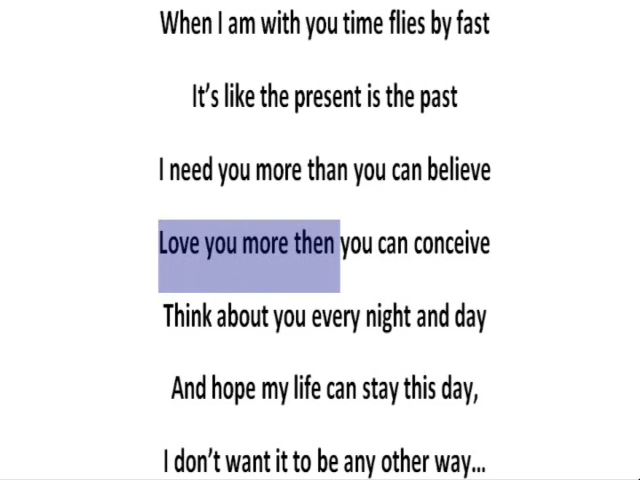 When I am with you time flies by fast
It’s like the present is the past
I need you more than you can believe
Love you more then you can conceive
Think about you every night and day
And hope my life can stay this day,
I don’t want it to be any other way…